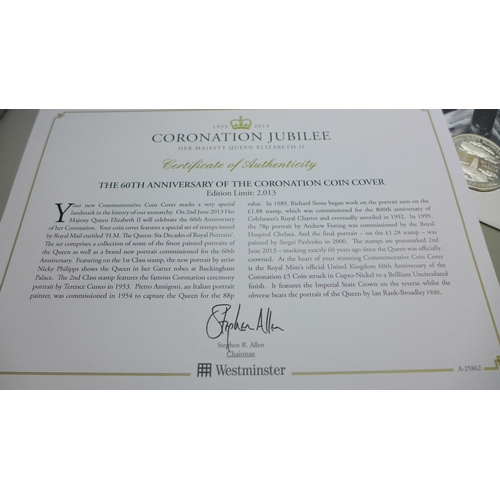 1953 2013
CORONATION JUBILEE
HER MAJESTY QUEEN ELIZABETH II
Certificate of Authenticity
THE 60TH ANNIVERSARY OF THE CORONATION COIN COVER
Edition Limit: 2,013
Your new Commemorative Coin Cover marks a very special
landmark in the history of our monarchy. On 2nd June 2013 Her
Majesty Queen Elizabeth II will celebrate the 60th Anniversary
of her Coronation. Your coin cover features a special set of stamps issued
by Royal Mail entitled 'H.M. The Queen: Six Decades of Royal Portraits'.
The set comprises a collection of some of the finest painted portraits of
the Queen as well as a brand new portrait commissioned for the 60th
Anniversary. Featuring on the 1st Class stamp, the new portrait by artist
Nicky Philipps shows the Queen in her Garter robes at Buckingham
Palace. The 2nd Class stamp features the famous Coronation ceremony
portrait by Terence Cuneo in 1953. Pietro Annigoni, an Italian portrait
painter, was commissioned in 1954 to capture the Queen for the 88p
value. In 1989, Richard Stone began work on the portrait seen on the
£1.88 stamp, which was commissioned for the 800th anniversary of
Colchester's Royal Charter and eventually unveiled in 1992. In 1999,
the 78p portrait by Andrew Festing was commissioned by the Royal
Hospital Chelsea. And the final portrait – on the £1.28 stamp – was
painted by Sergei Pavlenko in 2000. The stamps are postmarked 2nd
June 2013 – marking exactly 60 years since the Queen was officially
crowned. At the heart of your stunning Commemorative Coin Cover
is the Royal Mint's official United Kingdom 60th Anniversary of the
Coronation £5 Coin struck in Cupro-Nickel to a Brilliant Uncirculated
finish. It features the Imperial State Crown on the reverse whilst the
obverse bears the portrait of the Queen by Ian Rank-Broadley FRBS.
Stephen Allen
Stephen R. Allen
Chairman
Westminster
A-25862